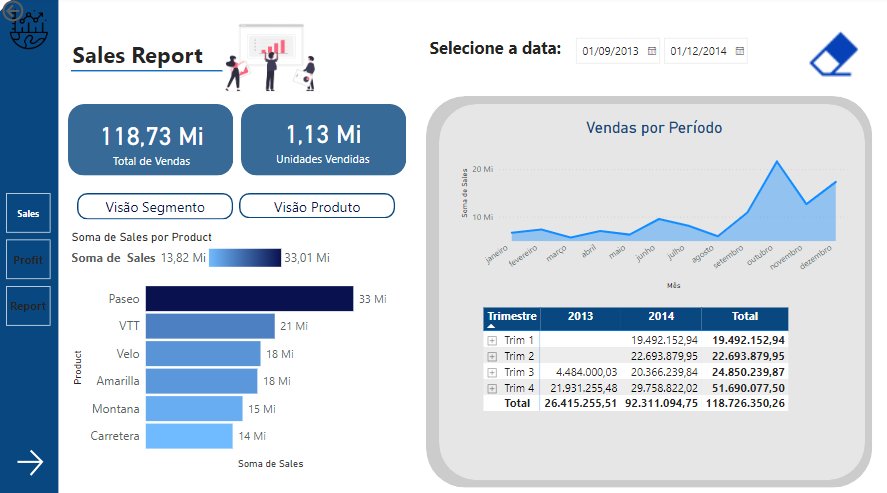 Sales Report
Selecione a data:
01/09/2013
01/12/2014
118,73 Mi
Total de Vendas
1,13 Mi
Unidades Vendidas
Visão Segmento
Visão Produto
Sales
Profit
Report
Soma de Sales por Product
Soma de Sales 13,82 Mi 33,01 Mi
Product
Paseo 33 Mi
VTT 21 Mi
Velo 18 Mi
Amarilla 18 Mi
Montana 15 Mi
Carretera 14 Mi
Soma de Sales
Vendas por Período
Soma de Sales
20 Mi
10 Mi
janeiro fevereiro março abril maio junho julho agosto setembro outubro novembro dezembro
Mês
Trimestre 2013 2014 Total
Trim 1 19.492.152,94 19.492.152,94
Trim 2 22.693.879,95 22.693.879,95
Trim 3 4.484.000,03 20.366.239,84 24.850.239,87
Trim 4 21.931.255,48 29.758.822,02 51.690.077,50
Total 26.415.255,51 92.311.094,75 118.726.350,26